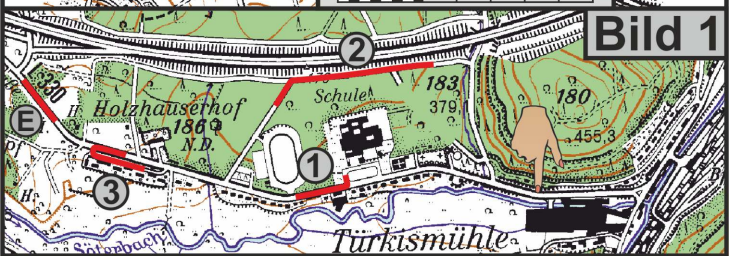 Bild 1
2
330
Holzhauserhof
Schule
183
379,
180
455,3
E
186
N.D.
1
3
H.
Söterbach
Türkismühle